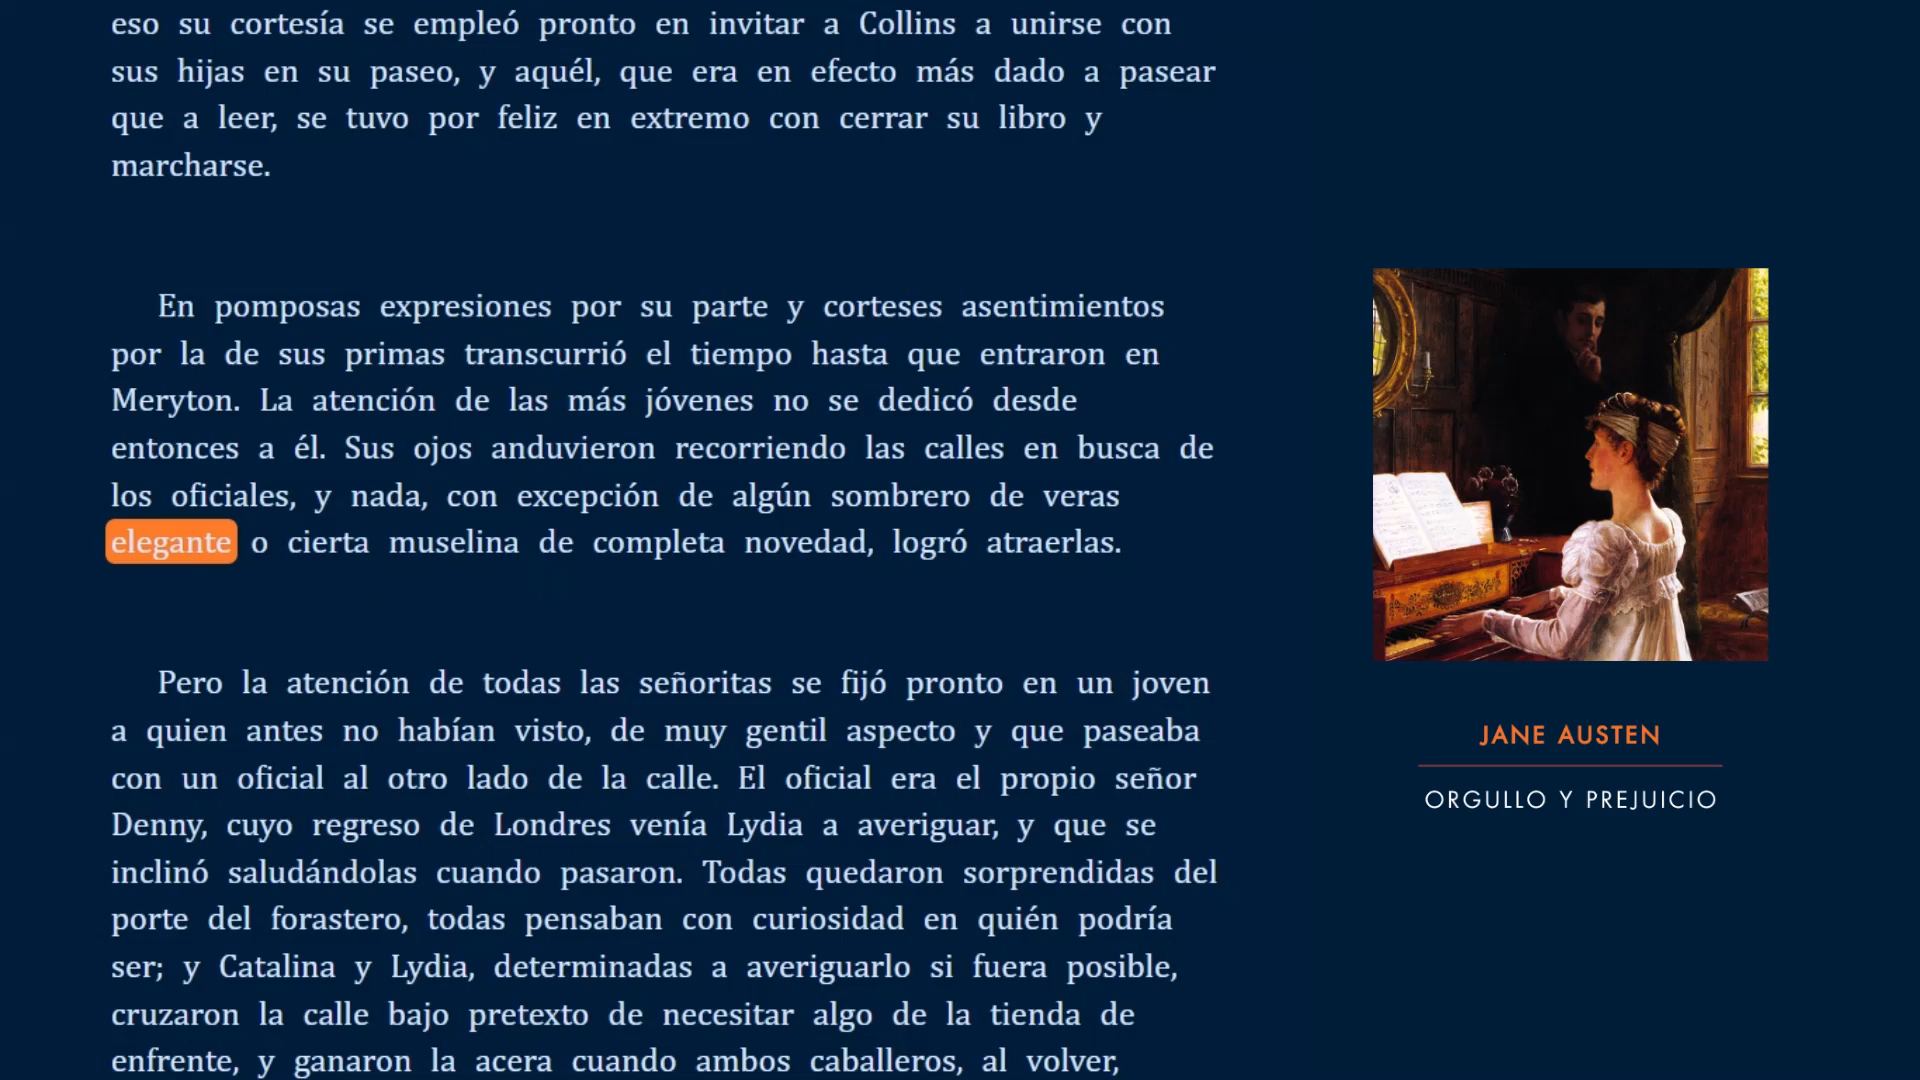 eso su cortesía se empleó pronto en invitar a Collins a unirse con
sus hijas en su paseo, y aquél, que era en efecto más dado a pasear
que a leer, se tuvo por feliz en extremo con cerrar su libro y
marcharse.
En pomposas expresiones por su parte y corteses asentimientos
por la de sus primas transcurrió el tiempo hasta que entraron en
Meryton. La atención de las más jóvenes no se dedicó desde
entonces a él. Sus ojos anduvieron recorriendo las calles en busca de
los oficiales, y nada, con excepción de algún sombrero de veras
elegante o cierta muselina de completa novedad, logró atraerlas.
Pero la atención de todas las señoritas se fijó pronto en un joven
a quien antes no habían visto, de muy gentil aspecto y que paseaba
con un oficial al otro lado de la calle. El oficial era el propio señor
Denny, cuyo regreso de Londres venía Lydia a averiguar, y que se
inclinó saludándolas cuando pasaron. Todas quedaron sorprendidas del
porte del forastero, todas pensaban con curiosidad en quién podría
ser; y Catalina y Lydia, determinadas a averiguarlo si fuera posible,
cruzaron la calle bajo pretexto de necesitar algo de la tienda de
enfrente, y ganaron la acera cuando ambos caballeros, al volver,
JANE AUSTEN
ORGULLO Y PREJUICIO